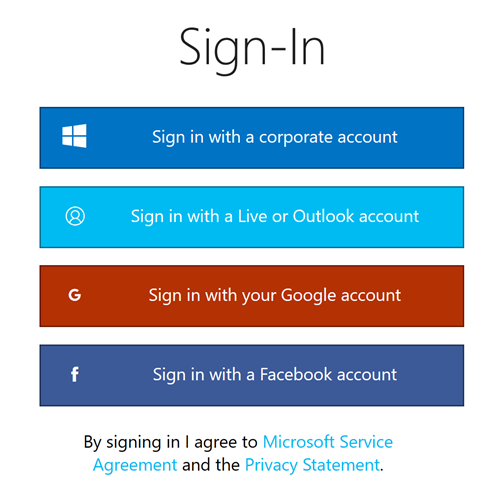 Sign-In
Sign in with a corporate account
Sign in with a Live or Outlook account
G Sign in with your Google account
f Sign in with a Facebook account
By signing in I agree to Microsoft Service
Agreement and the Privacy Statement.